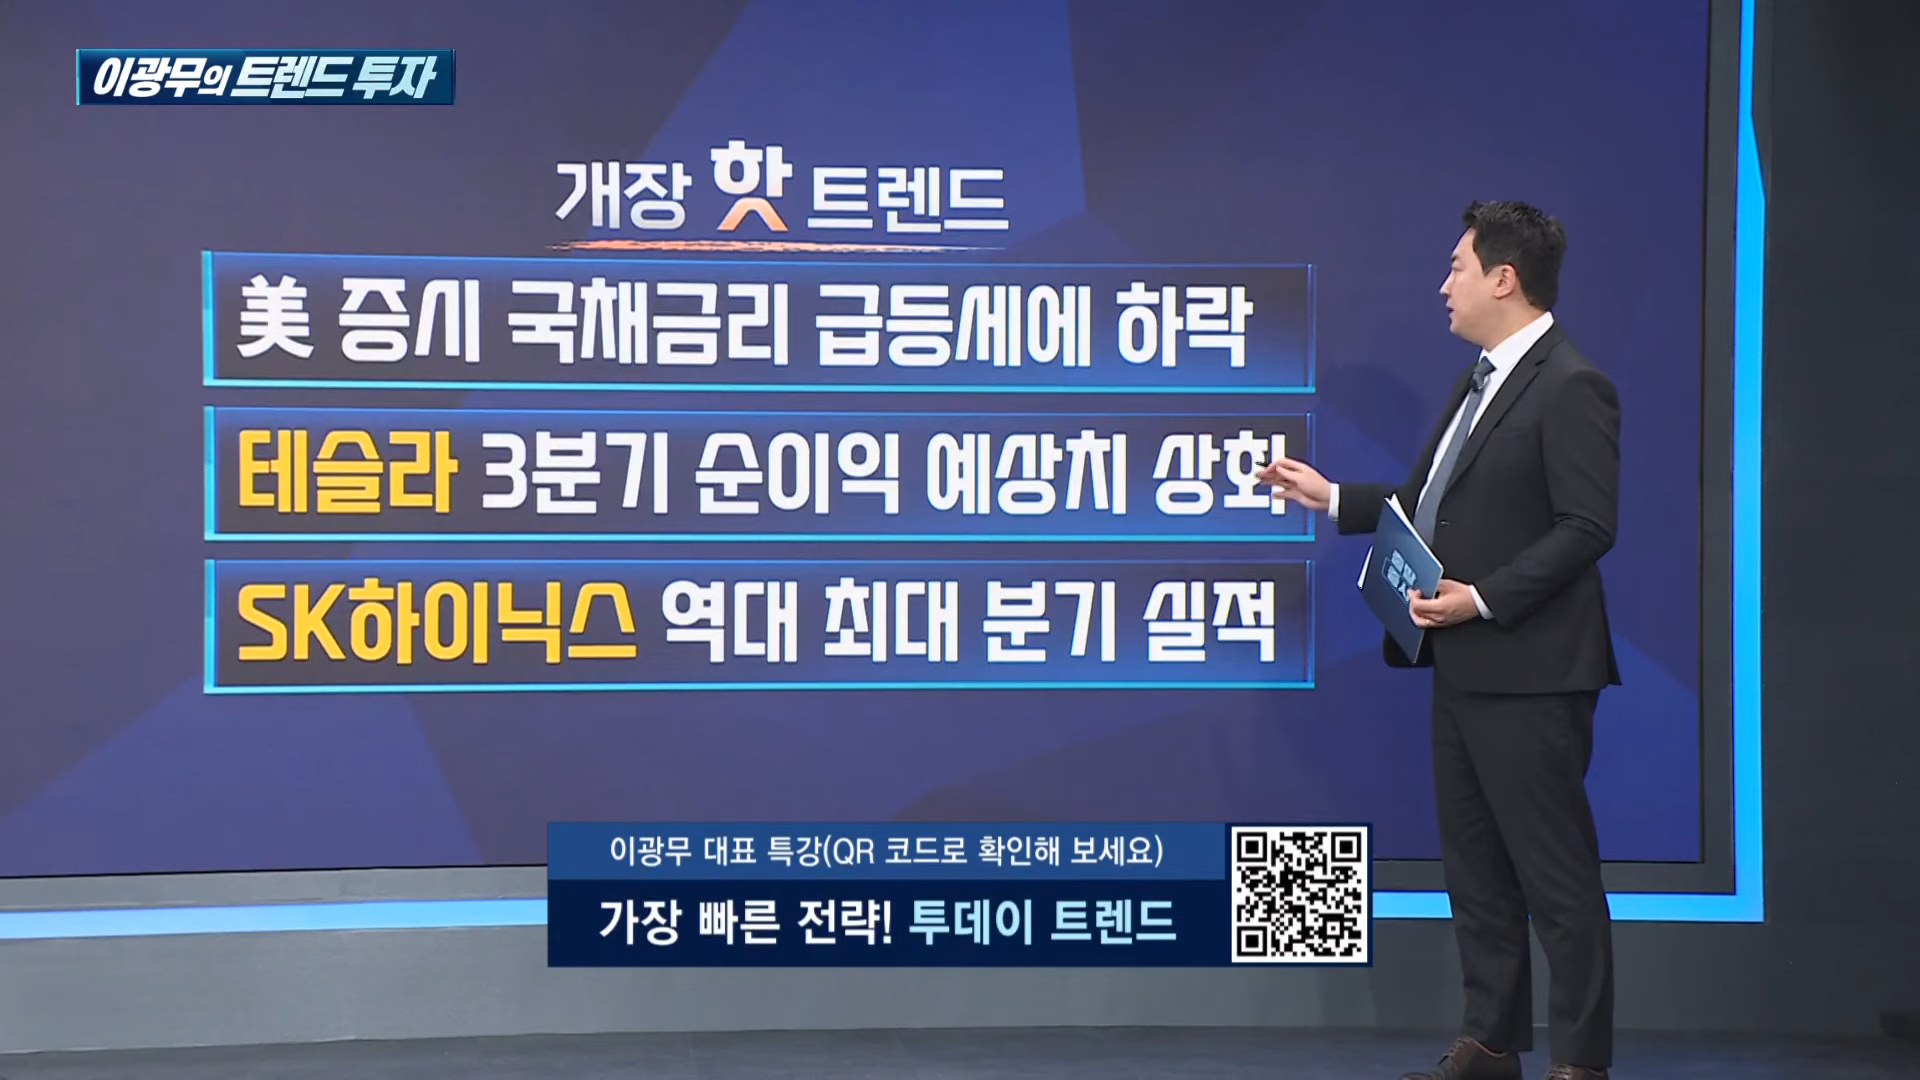 이광무의 트렌드 투자
개장 핫 트렌드
美 증시 국채금리 급등세에 하락
테슬라 3분기 순이익 예상치 상회
SK하이닉스 역대 최대 분기 실적
이광무 대표 특강(QR 코드로 확인해 보세요)
가장 빠른 전략! 투데이 트렌드